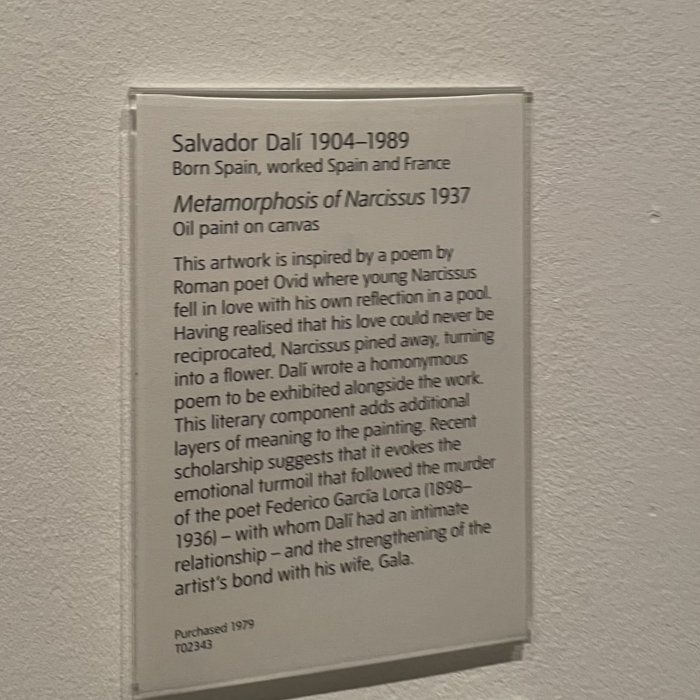 Salvador Dalí 1904–1989
Born Spain, worked Spain and France
Metamorphosis of Narcissus 1937
Oil paint on canvas
This artwork is inspired by a poem by
Roman poet Ovid where young Narcissus
fell in love with his own reflection in a pool.
Having realised that his love could never be
reciprocated, Narcissus pined away, turning
into a flower. Dalí wrote a homonymous
poem to be exhibited alongside the work.
This literary component adds additional
layers of meaning to the painting. Recent
scholarship suggests that it evokes the
emotional turmoil that followed the murder
of the poet Federico García Lorca (1898–
1936) – with whom Dalí had an intimate
relationship – and the strengthening of the
artist's bond with his wife, Gala.
Purchased 1979
T02343